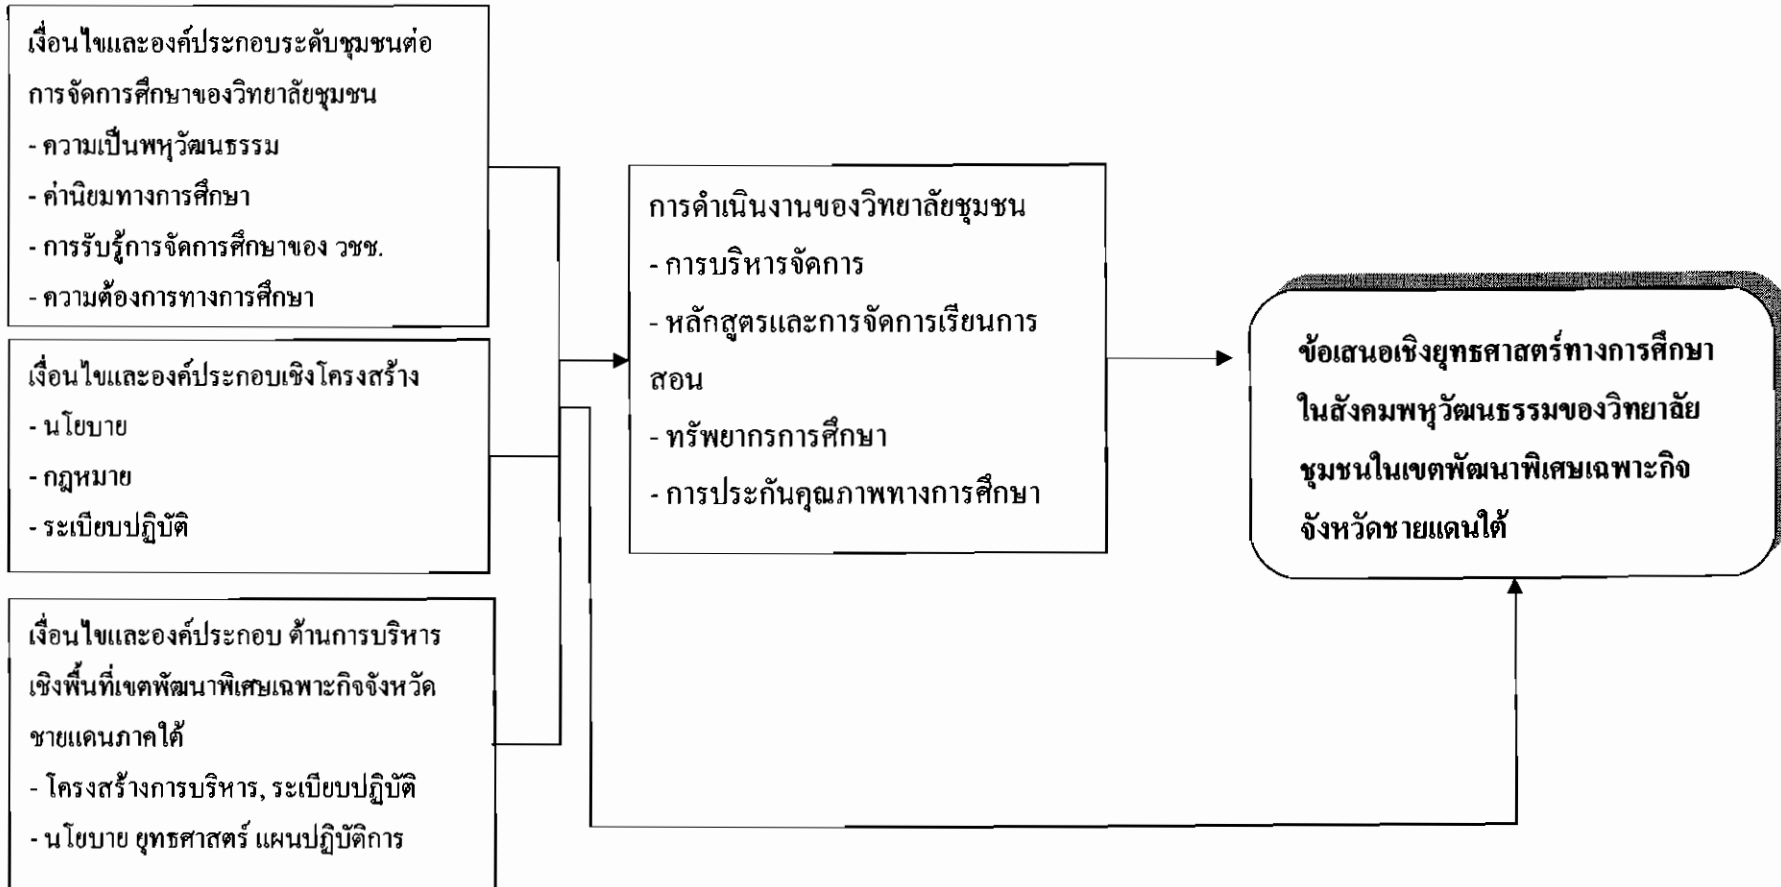 เงื่อนไขและองค์ประกอบระดับชุมชนต่อ
การจัดการศึกษาของวิทยาลัยชุมชน
- ความเป็นพหุวัฒนธรรม
- ค่านิยมทางการศึกษา
- การรับรู้การจัดการศึกษาของ วชช.
- ความต้องการทางการศึกษา
เงื่อนไขและองค์ประกอบเชิงโครงสร้าง
- นโยบาย
- กฎหมาย
- ระเบียบปฏิบัติ
เงื่อนไขและองค์ประกอบ ด้านการบริหาร
เชิงพื้นที่เขตพัฒนาพิเศษเฉพาะกิจจังหวัด
ชายแดนภาคใต้
- โครงสร้างการบริหาร, ระเบียบปฏิบัติ
- นโยบาย ยุทธศาสตร์ แผนปฏิบัติการ
การดำเนินงานของวิทยาลัยชุมชน
- การบริหารจัดการ
- หลักสูตรและการจัดการเรียนการ
สอน
- ทรัพยากรการศึกษา
- การประกันคุณภาพทางการศึกษา
ข้อเสนอเชิงยุทธศาสตร์ทางการศึกษา
ในสังคมพหุวัฒนธรรมของวิทยาลัย
ชุมชนในเขตพัฒนาพิเศษเฉพาะกิจ
จังหวัดชายแดนใต้